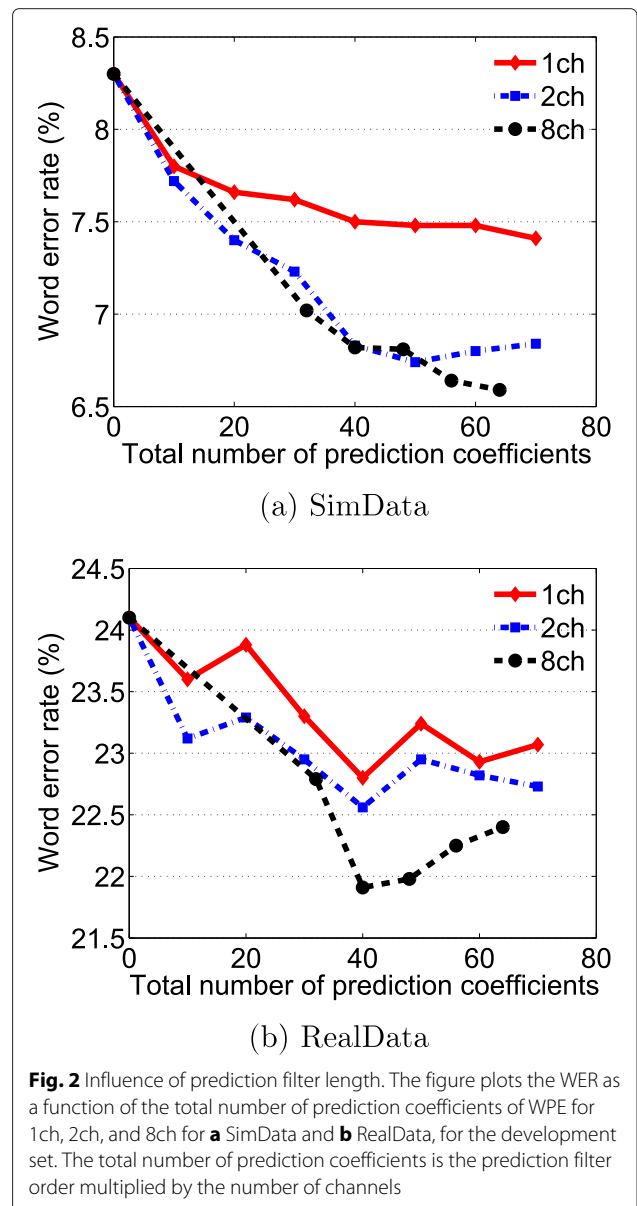 8.5
8
7.5
7
6.5
Word error rate (%)
1ch
2ch
8ch
0 20 40 60 80
Total number of prediction coefficients
(a) SimData
24.5
24
23.5
23
22.5
22
21.5
Word error rate (%)
1ch
2ch
8ch
0 20 40 60 80
Total number of prediction coefficients
(b) RealData
Fig. 2 Influence of prediction filter length. The figure plots the WER as
a function of the total number of prediction coefficients of WPE for
1ch, 2ch, and 8ch for a SimData and b RealData, for the development
set. The total number of prediction coefficients is the prediction filter
order multiplied by the number of channels